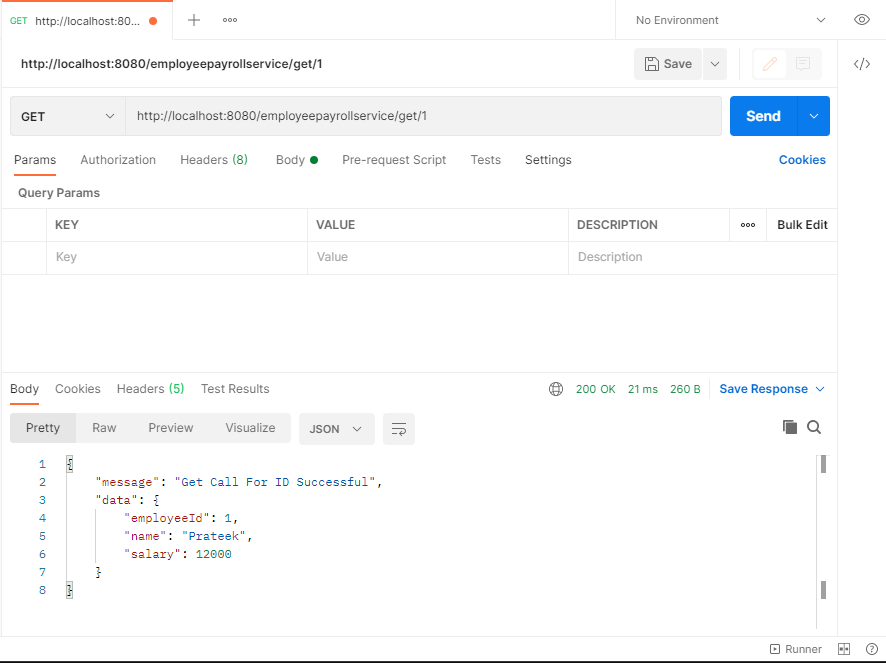 GET http://localhost:80... No Environment
http://localhost:8080/employeepayrollservice/get/1 Save
GET http://localhost:8080/employeepayrollservice/get/1 Send
Params Authorization Headers (8) Body Pre-request Script Tests Settings Cookies
Query Params
KEY VALUE DESCRIPTION Bulk Edit
Key Value Description
Body Cookies Headers (5) Test Results 200 OK 21 ms 260 B Save Response
Pretty Raw Preview Visualize JSON
1 {
2 "message": "Get Call For ID Successful",
3 "data": {
4 "employeeId": 1,
5 "name": "Prateek",
6 "salary": 12000
7 }
8 }
Runner